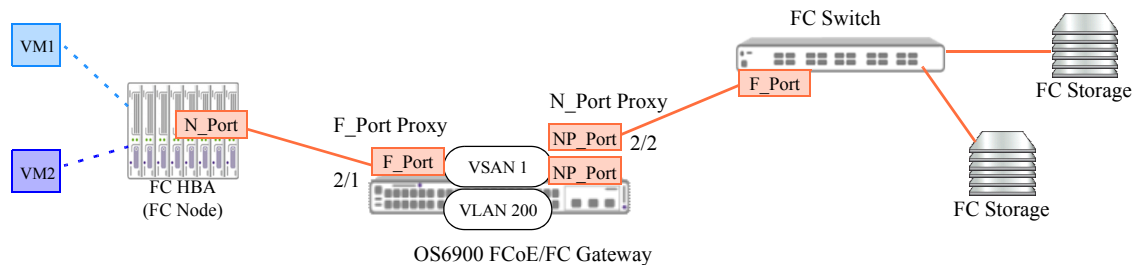 FC Switch
VM1
F_Port
FC Storage
N_Port Proxy
N_Port
F_Port Proxy
NP_Port
2/2
F_Port
VSAN 1
VM2
2/1
NP_Port
FC HBA
(FC Node)
VLAN 200
FC Storage
OS6900 FCoE/FC Gateway